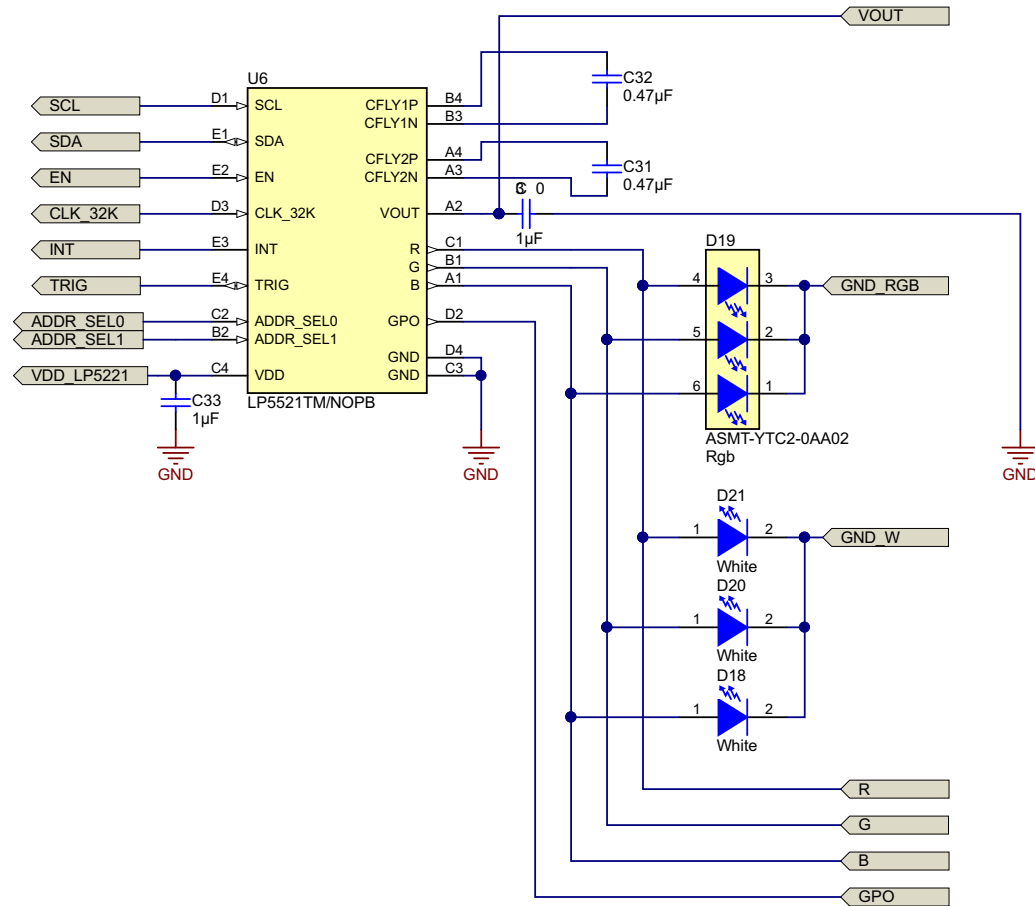 VOUT
U6
C32
0.47µF
D1 SCL CFLY1P B4
SCL
CFLY1N B3
SDA
E1 SDA
CFLY2P A4
C31
0.47µF
EN
E2 EN CFLY2N A3
CLK_32K
D3 CLK_32K VOUT A2
1µF
INT
E3 INT R C1
D19
G B1
TRIG
E4 TRIG B A1
4 3
GND_RGB
ADDR_SEL0
C2 ADDR_SEL0 GPO D2
ADDR_SEL1
B2 ADDR_SEL1
5 2
GND D4
VDD_LP5221
C4 VDD GND C3
6 1
C33
1µF
LP5521TM/NOPB
ASMT-YTC2-0AA02
Rgb
GND
GND
GND
D21
1 2
GND_W
White
D20
1 2
White
D18
1 2
White
R
G
B
GPO